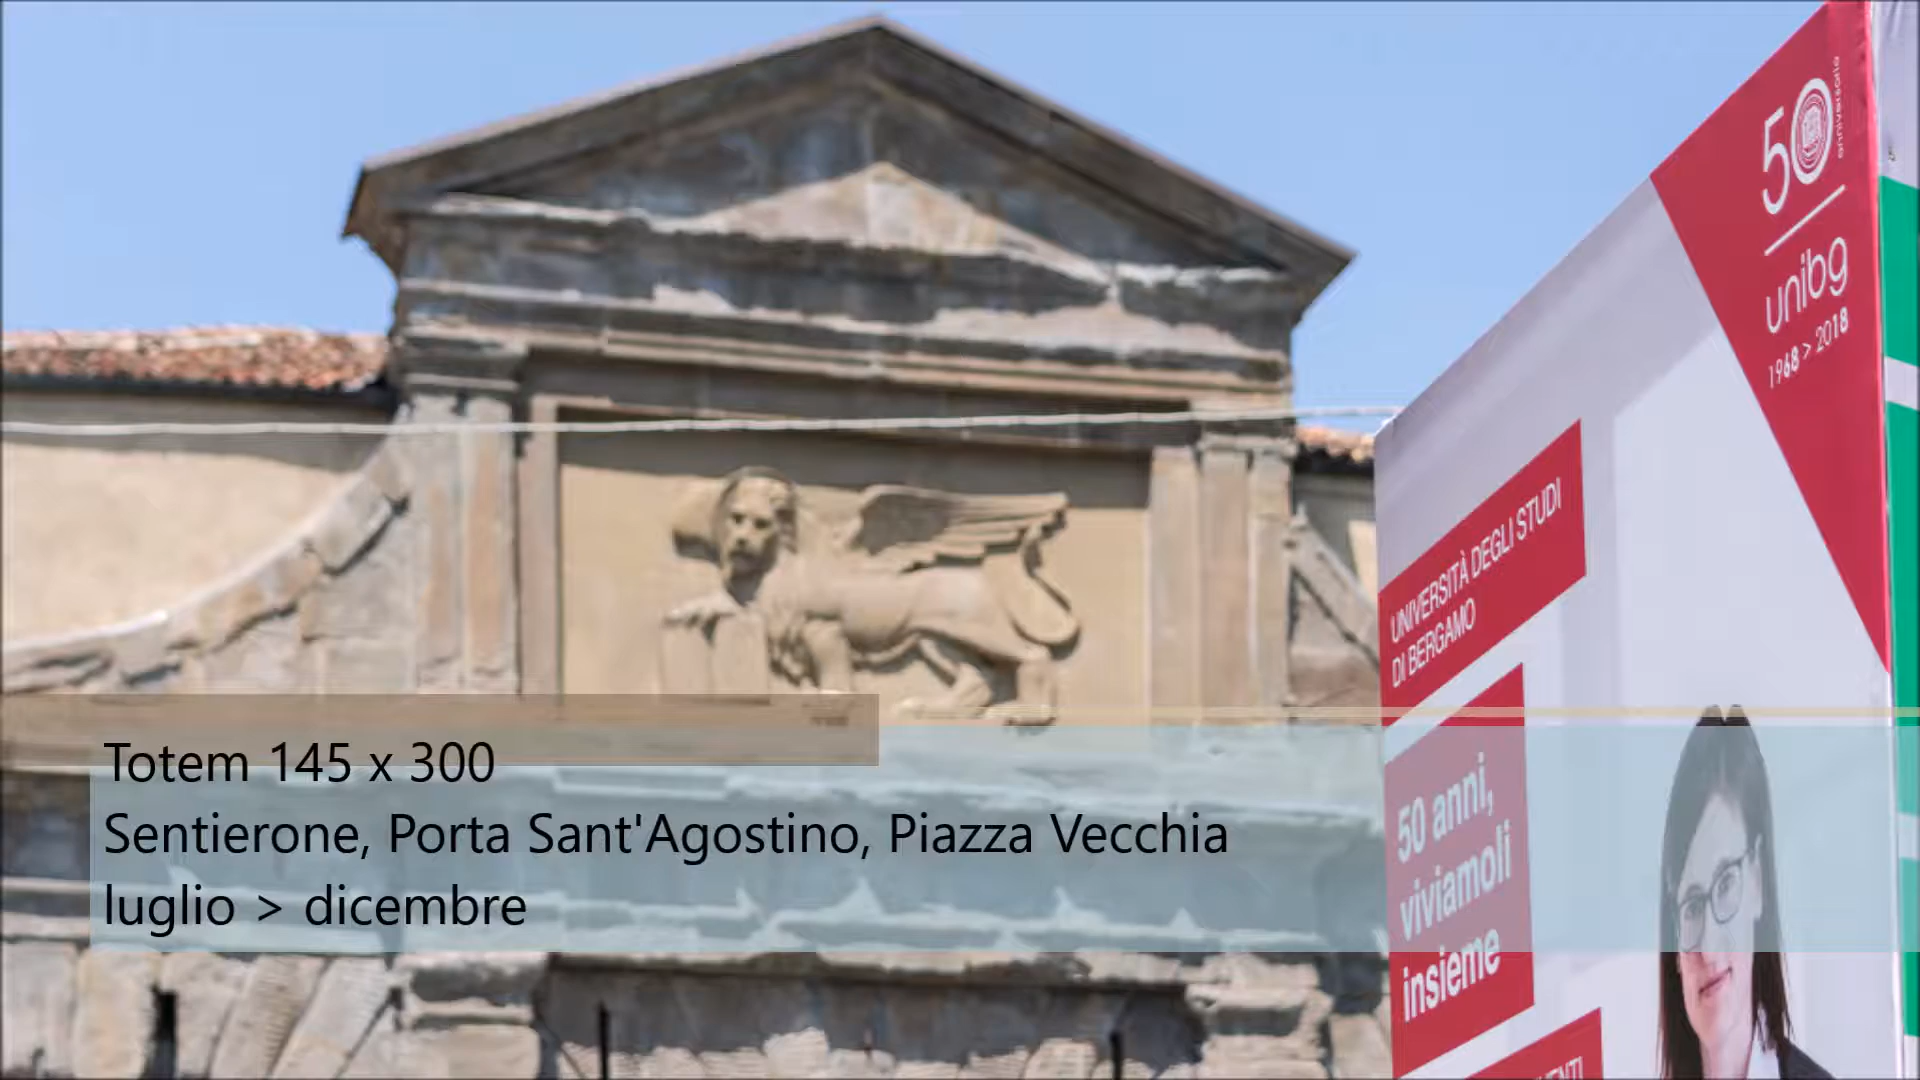 50
anniversario
unibg
1968 > 2018
UNIVERSITÀ DEGLI STUDI
DI BERGAMO
50 anni,
viviamoli
insieme
Totem 145 x 300
Sentierone, Porta Sant'Agostino, Piazza Vecchia
luglio > dicembre